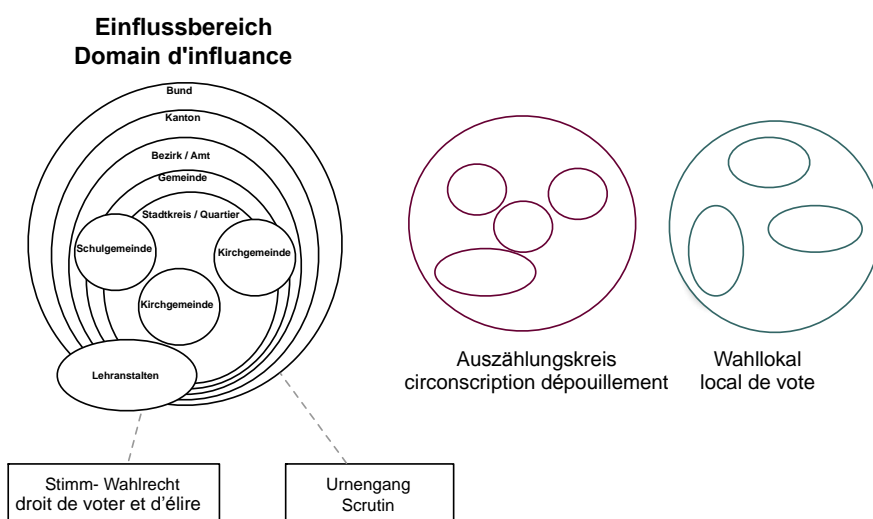 Einflussbereich
Domain d'influance
Bund
Kanton
Bezirk / Amt
Gemeinde
Stadtkreis / Quartier
Schulgemeinde
Kirchgemeinde
Kirchgemeinde
Lehranstalten
Auszählungskreis
circonscription dépouillement
Wahllokal
local de vote
Stimm- Wahlrecht
droit de voter et d'élire
Urnengang
Scrutin